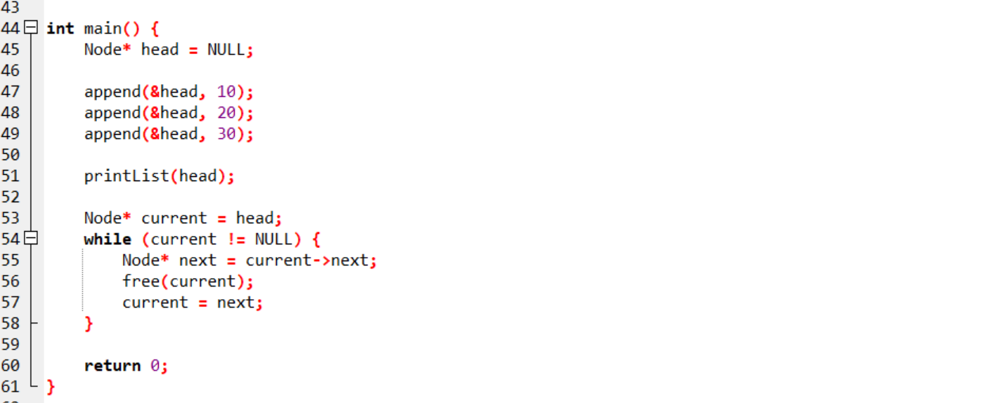 43
44 int main() {
45     Node* head = NULL;
46
47     append(&head, 10);
48     append(&head, 20);
49     append(&head, 30);
50
51     printList(head);
52
53     Node* current = head;
54     while (current != NULL) {
55         Node* next = current->next;
56         free(current);
57         current = next;
58     }
59
60     return 0;
61 }